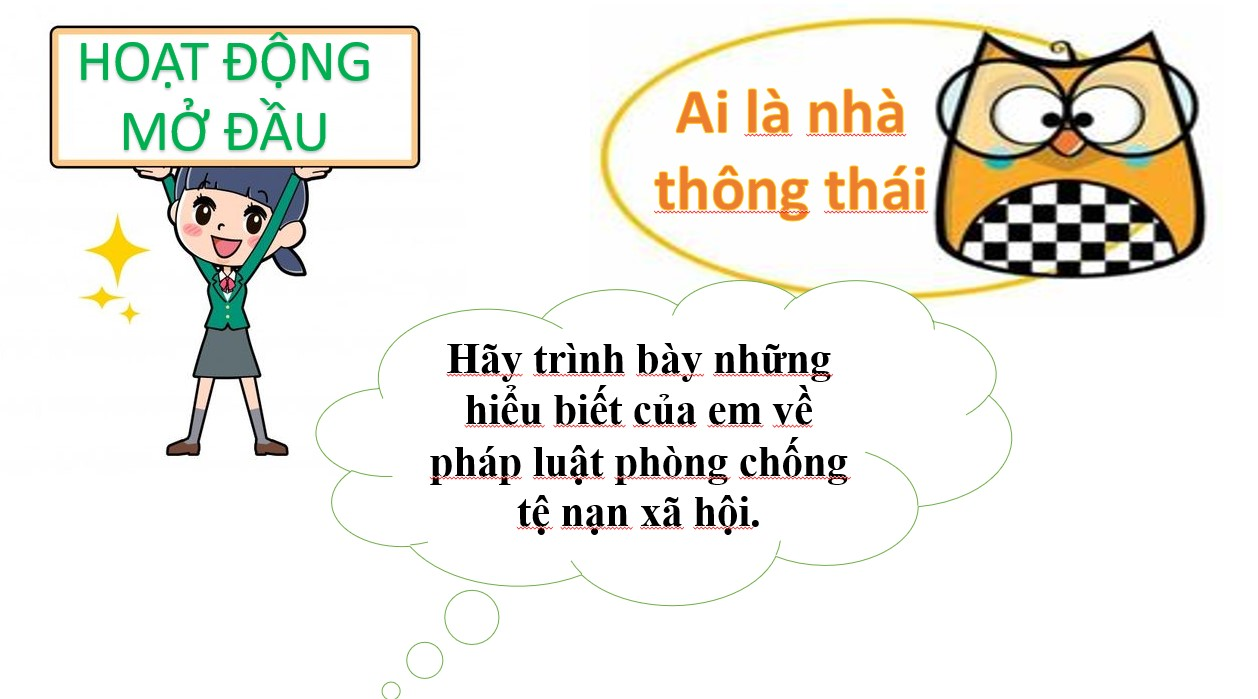 HOẠT ĐỘNG
MỞ ĐẦU
Ai là nhà
thông thái
Hãy trình bày những
hiểu biết của em về
pháp luật phòng chống
tệ nạn xã hội.